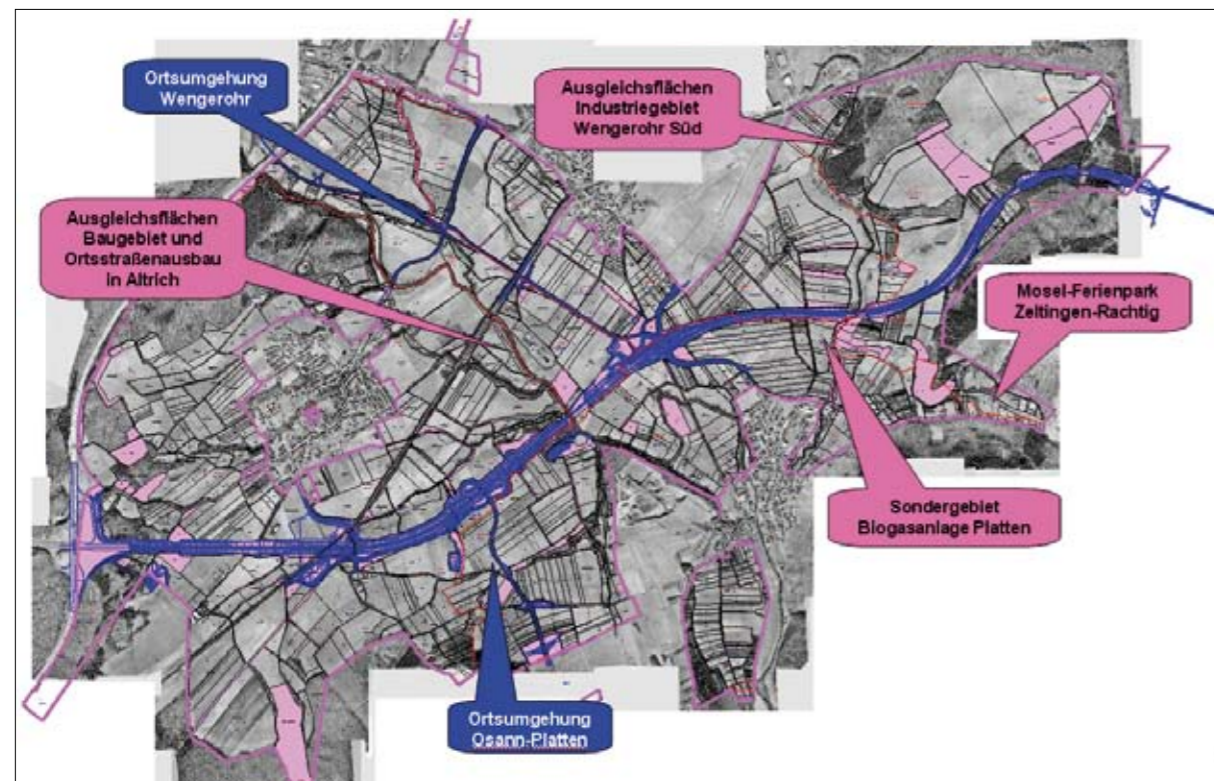 Ortsumgehung
Wengerohr
Ausgleichsflächen
Industriegebiet
Wengerohr Süd
Ausgleichsflächen
Baugebiet und
Ortsstraßenausbau
in Altrich
Mosel-Ferienpark
Zeltingen-Rachtig
Sondergebiet
Biogasanlage Platten
Ortsumgehung
Osann-Platten